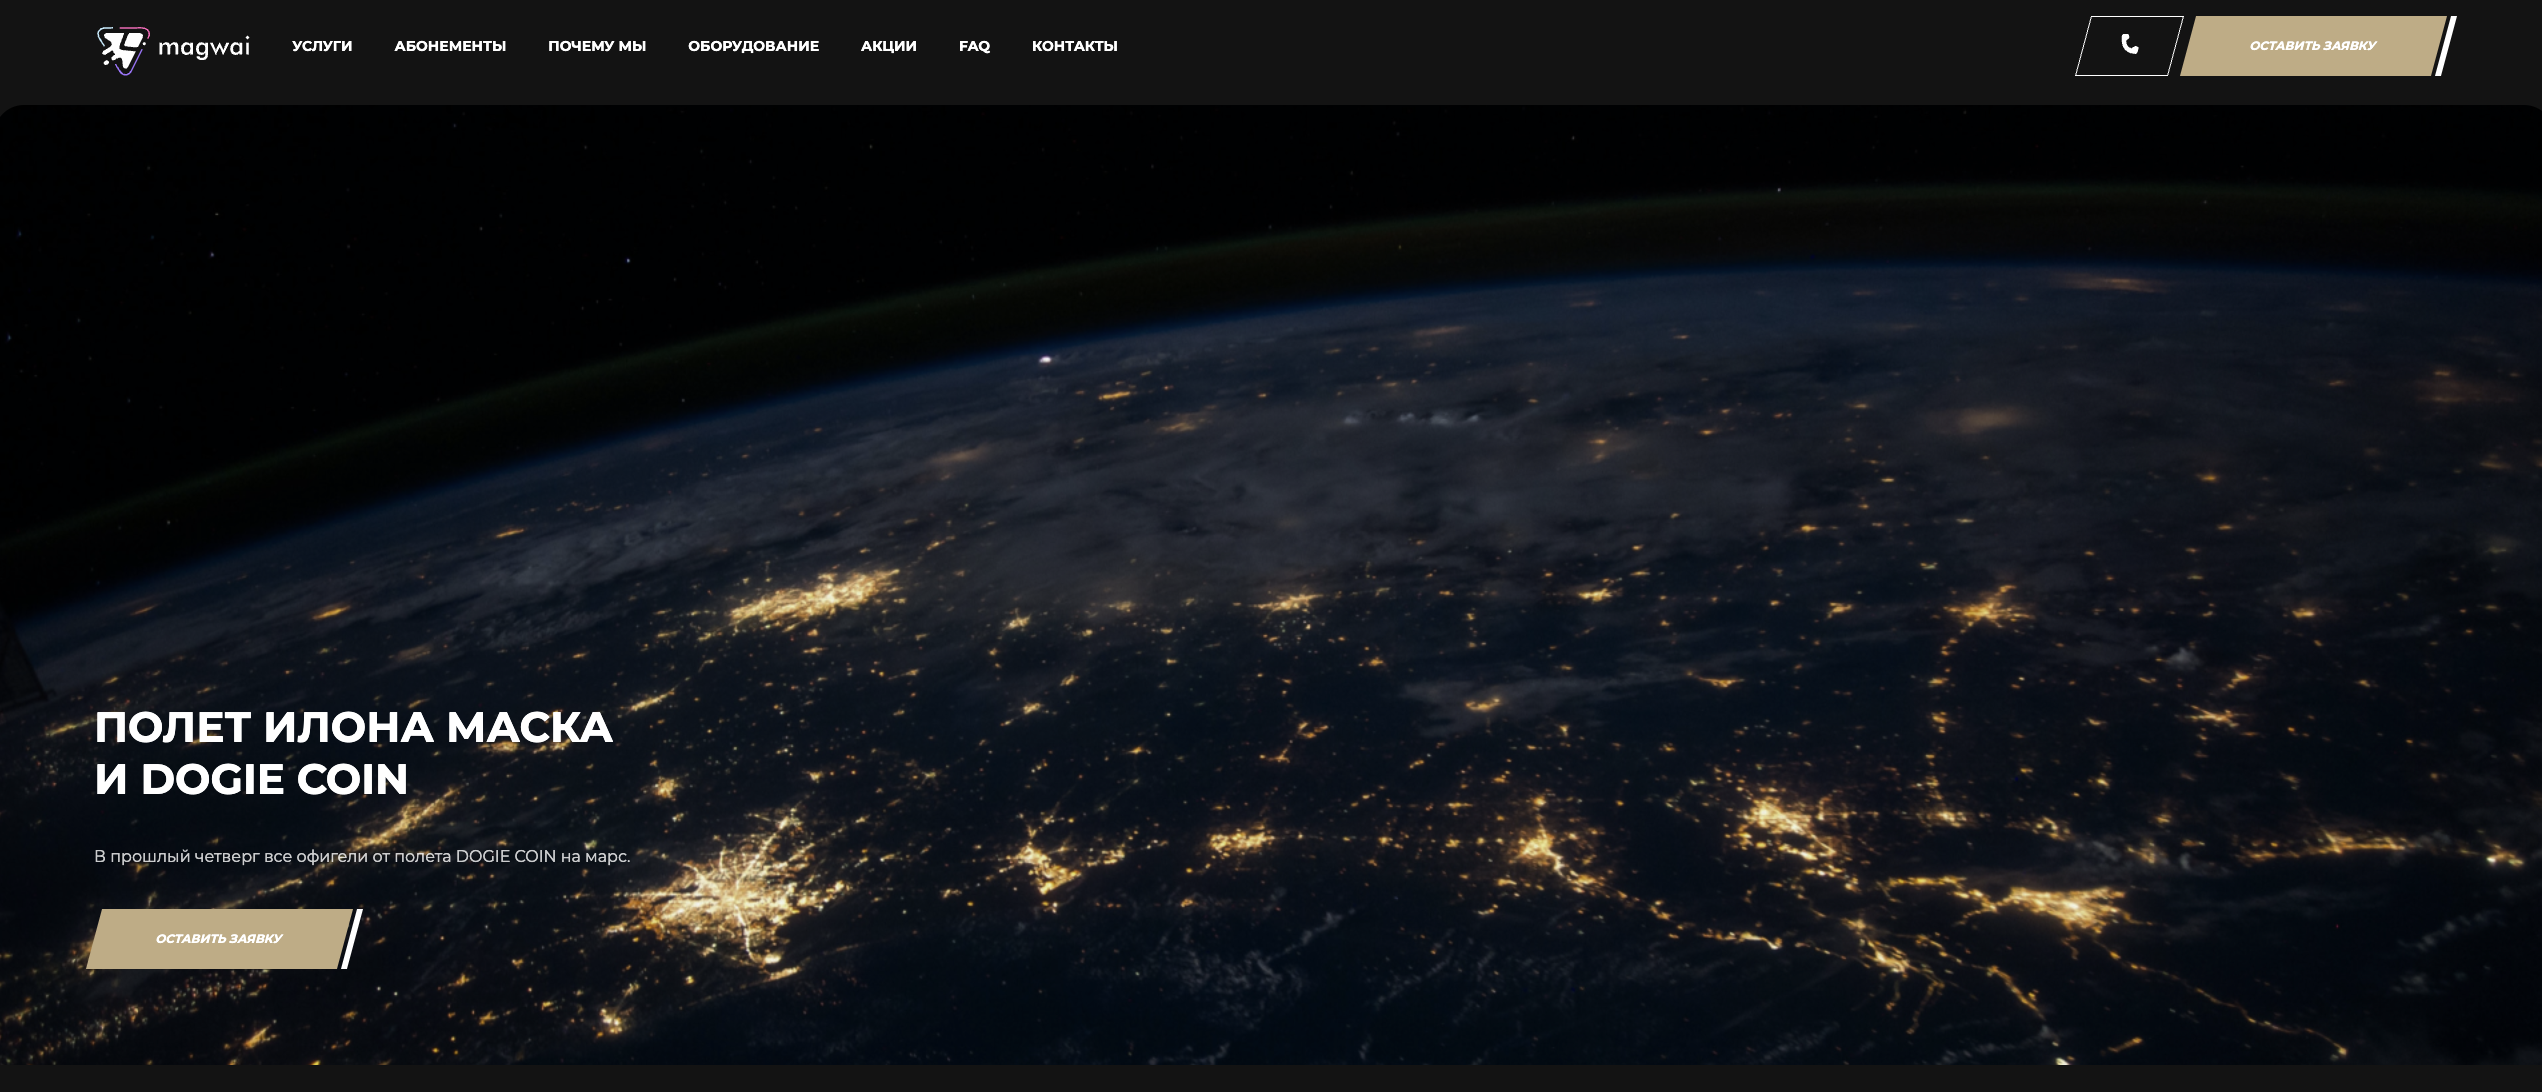 magwai
УСЛУГИ
АБОНЕМЕНТЫ
ПОЧЕМУ МЫ
ОБОРУДОВАНИЕ
АКЦИИ
FAQ
КОНТАКТЫ
ОСТАВИТЬ ЗАЯВКУ
ПОЛЕТ ИЛОНА МАСКА
И DOGIE COIN
В прошлый четверг все офигели от полета DOGIE COIN на марс.
ОСТАВИТЬ ЗАЯВКУ